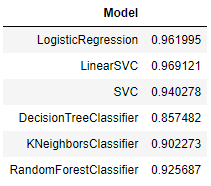 Model
LogisticRegression 0.961995
LinearSVC 0.969121
SVC 0.940278
DecisionTreeClassifier 0.857482
KNeighborsClassifier 0.902273
RandomForestClassifier 0.925687